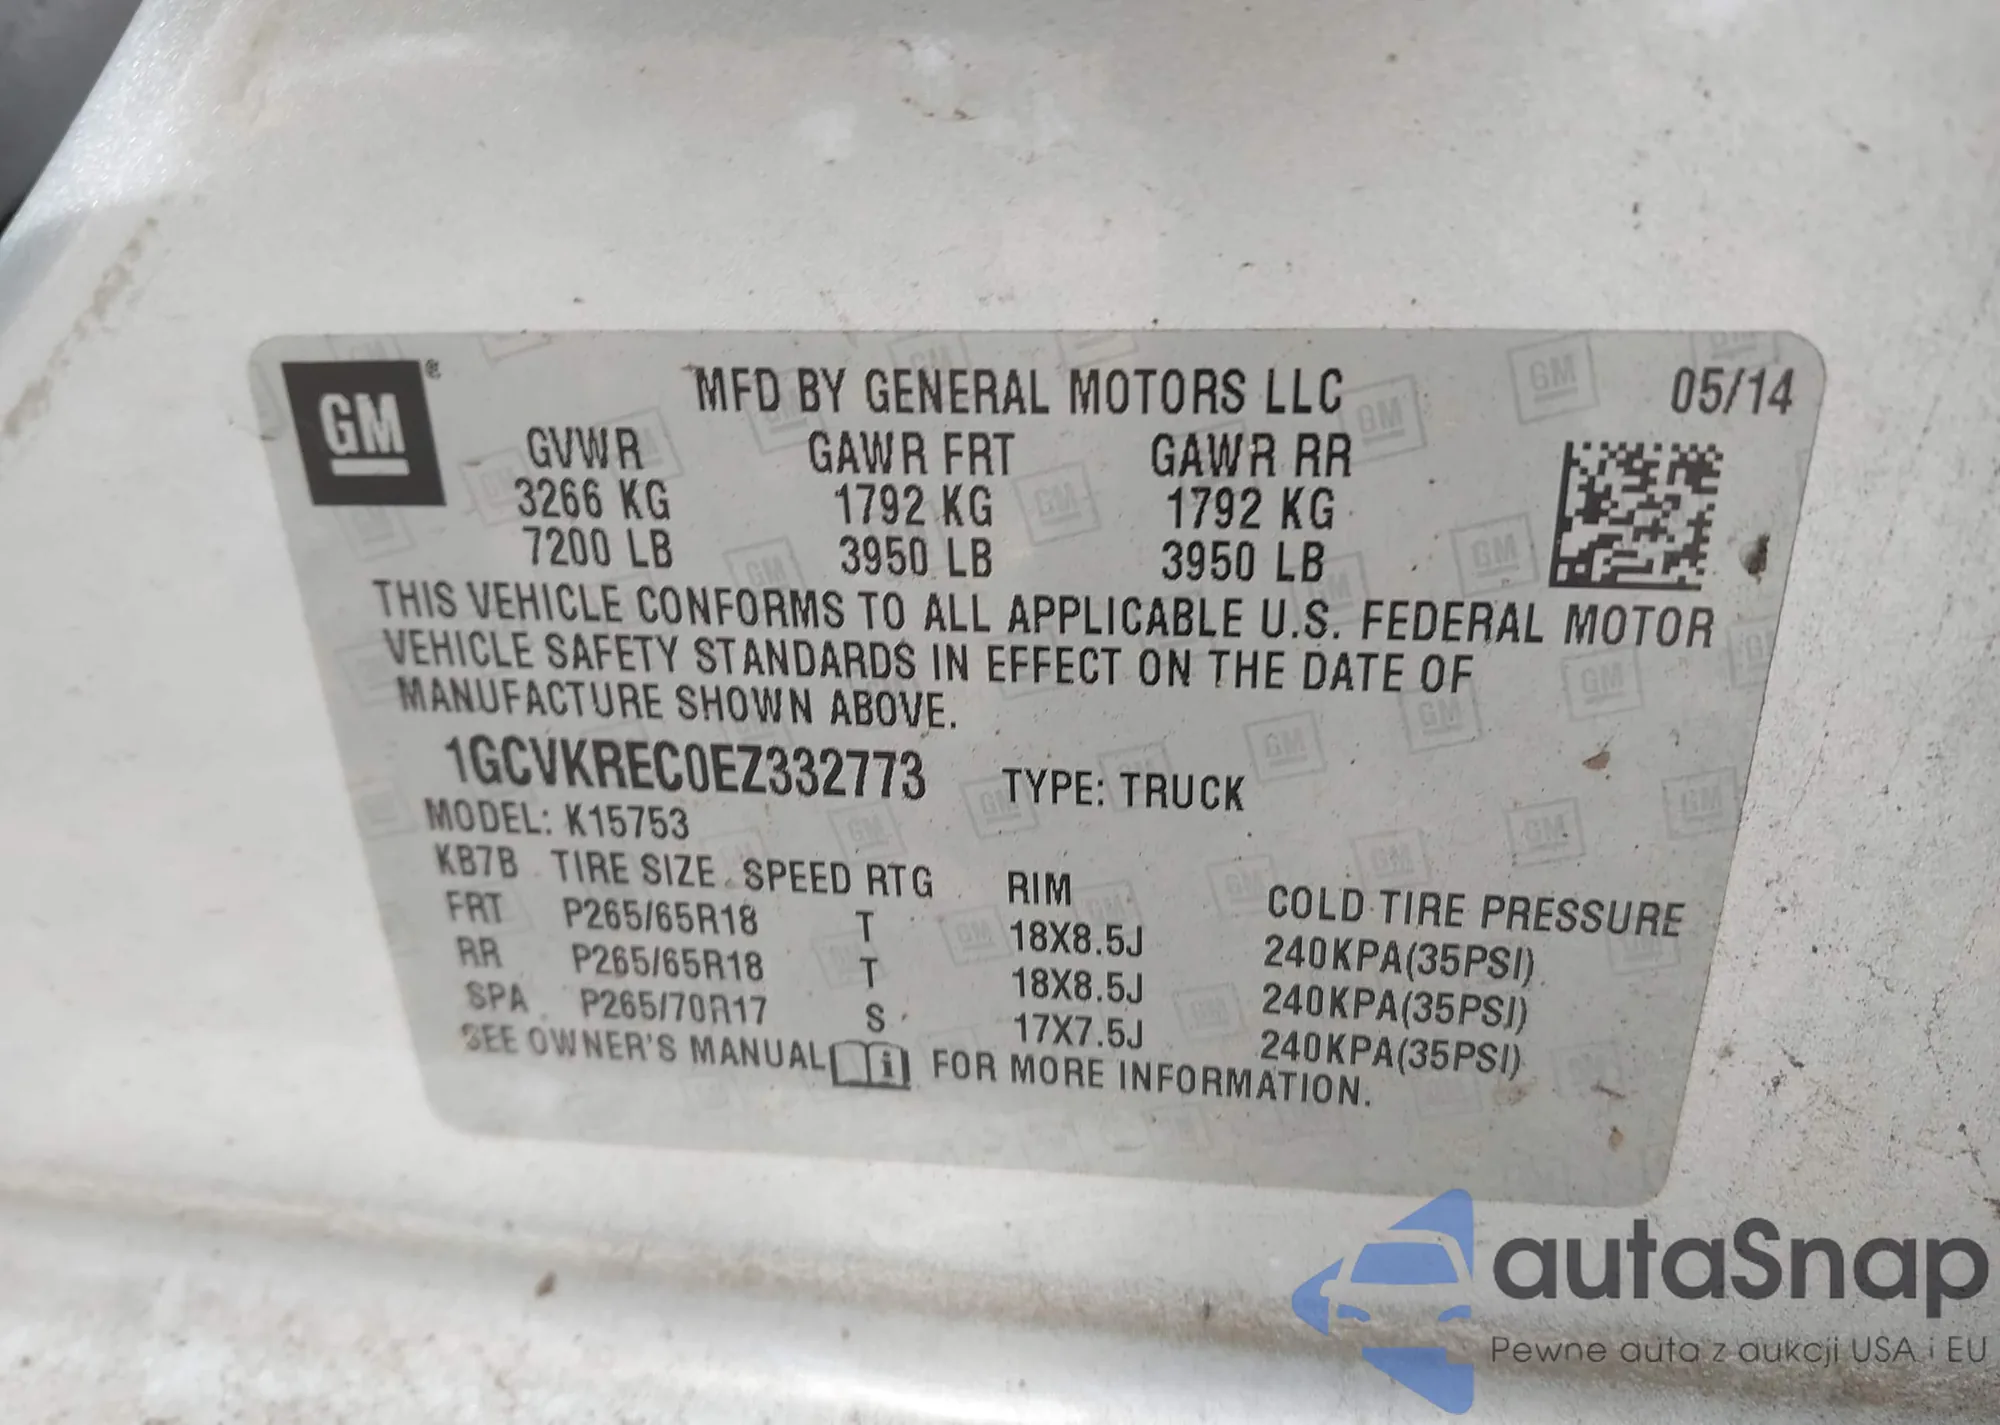 GM®
MFD BY GENERAL MOTORS LLC 05/14
GVWR GAWR FRT GAWR RR
3266 KG 1792 KG 1792 KG
7200 LB 3950 LB 3950 LB
THIS VEHICLE CONFORMS TO ALL APPLICABLE U.S. FEDERAL MOTOR
VEHICLE SAFETY STANDARDS IN EFFECT ON THE DATE OF
MANUFACTURE SHOWN ABOVE.
1GCVKREC0EZ332773 TYPE: TRUCK
MODEL: K15753
KB7B TIRE SIZE SPEED RTG RIM COLD TIRE PRESSURE
FRT P265/65R18 T 18X8.5J 240KPA(35PSI)
RR P265/65R18 T 18X8.5J 240KPA(35PSI)
SPA P265/70R17 S 17X7.5J 240KPA(35PSI)
SEE OWNER'S MANUAL i FOR MORE INFORMATION.
autaSnap
Pewne auta z aukcji USA i EU